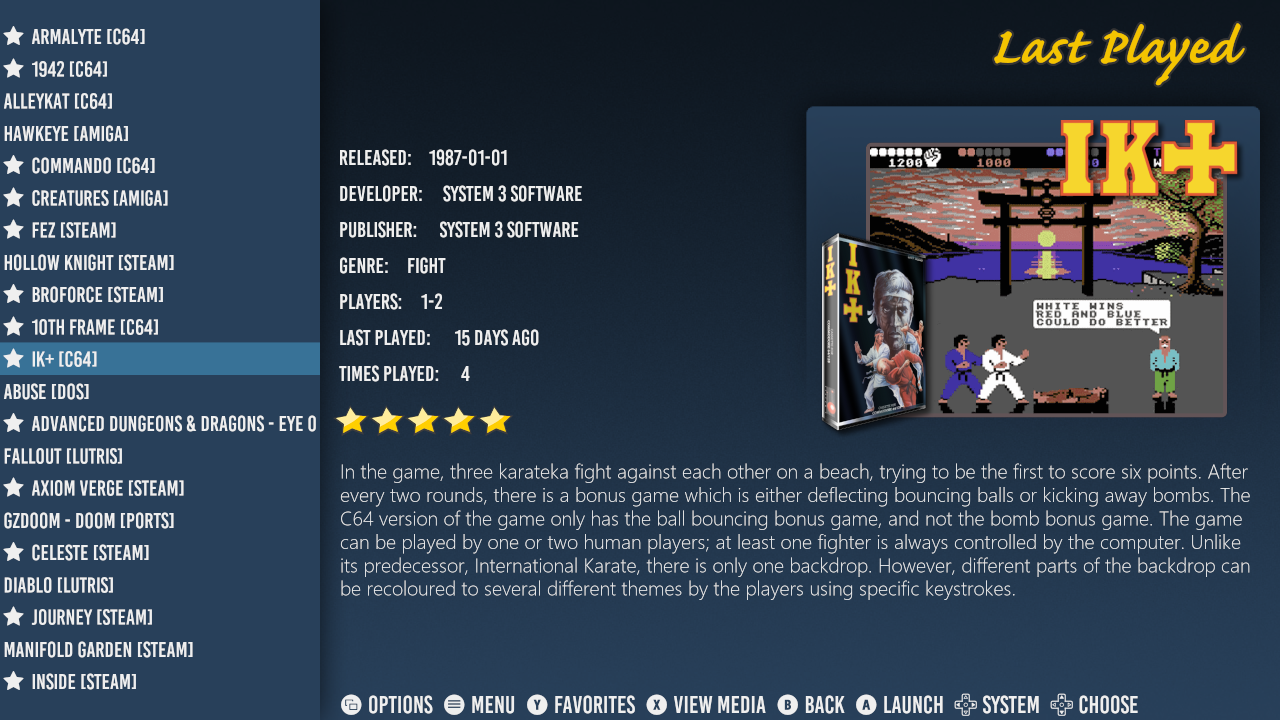 ARMALYTE [C64]
1942 [C64]
ALLEYKAT [C64]
HAWKEYE [AMIGA]
COMMANDO [C64]
CREATURES [AMIGA]
FEZ [STEAM]
HOLLOW KNIGHT [STEAM]
BROFORCE [STEAM]
10TH FRAME [C64]
IK+ [C64]
ABUSE [DOS]
ADVANCED DUNGEONS & DRAGONS - EYE O
FALLOUT [LUTRIS]
AXIOM VERGE [STEAM]
GZDOOM - DOOM [PORTS]
CELESTE [STEAM]
DIABLO [LUTRIS]
JOURNEY [STEAM]
MANIFOLD GARDEN [STEAM]
INSIDE [STEAM]
Last Played
RELEASED: 1987-01-01
DEVELOPER: SYSTEM 3 SOFTWARE
PUBLISHER: SYSTEM 3 SOFTWARE
GENRE: FIGHT
PLAYERS: 1-2
LAST PLAYED: 15 DAYS AGO
TIMES PLAYED: 4
IK+
1200 1000
WHITE WINS
RED AND BLUE
COULD DO BETTER
IK+
IK+
In the game, three karateka fight against each other on a beach, trying to be the first to score six points. After
every two rounds, there is a bonus game which is either deflecting bouncing balls or kicking away bombs. The
C64 version of the game only has the ball bouncing bonus game, and not the bomb bonus game. The game
can be played by one or two human players; at least one fighter is always controlled by the computer. Unlike
its predecessor, International Karate, there is only one backdrop. However, different parts of the backdrop can
be recoloured to several different themes by the players using specific keystrokes.
OPTIONS MENU Y FAVORITES X VIEW MEDIA B BACK A LAUNCH SYSTEM CHOOSE